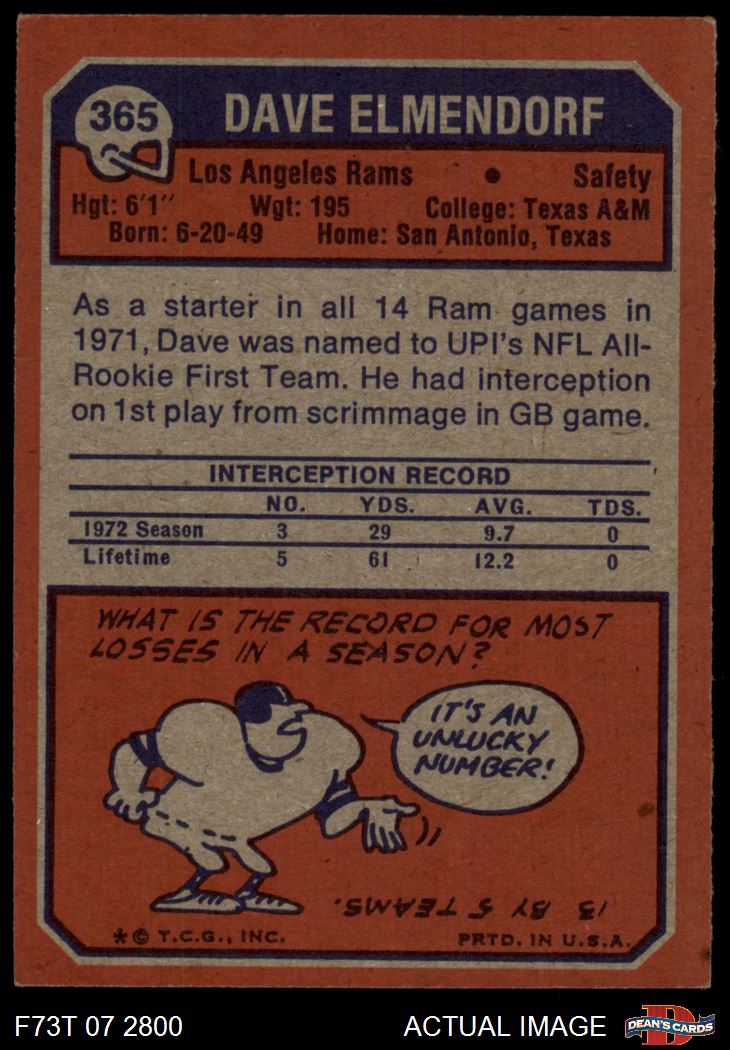 365
DAVE ELMENDORF
Los Angeles Rams • Safety
Hgt: 6'1" Wgt: 195 College: Texas A&M
Born: 6-20-49 Home: San Antonio, Texas
As a starter in all 14 Ram games in
1971, Dave was named to UPI's NFL All-
Rookie First Team. He had interception
on 1st play from scrimmage in GB game.
INTERCEPTION RECORD
NO. YDS. AVG. TDS.
1972 Season 3 29 9.7 0
Lifetime 5 61 12.2 0
WHAT IS THE RECORD FOR MOST
LOSSES IN A SEASON?
IT'S AN
UNLUCKY
NUMBER!
13 BY 5 TEAMS.
*© T.C.G., INC. PRTD. IN U.S.A.
F73T 07 2800 ACTUAL IMAGE
D
DEAN'S CARDS